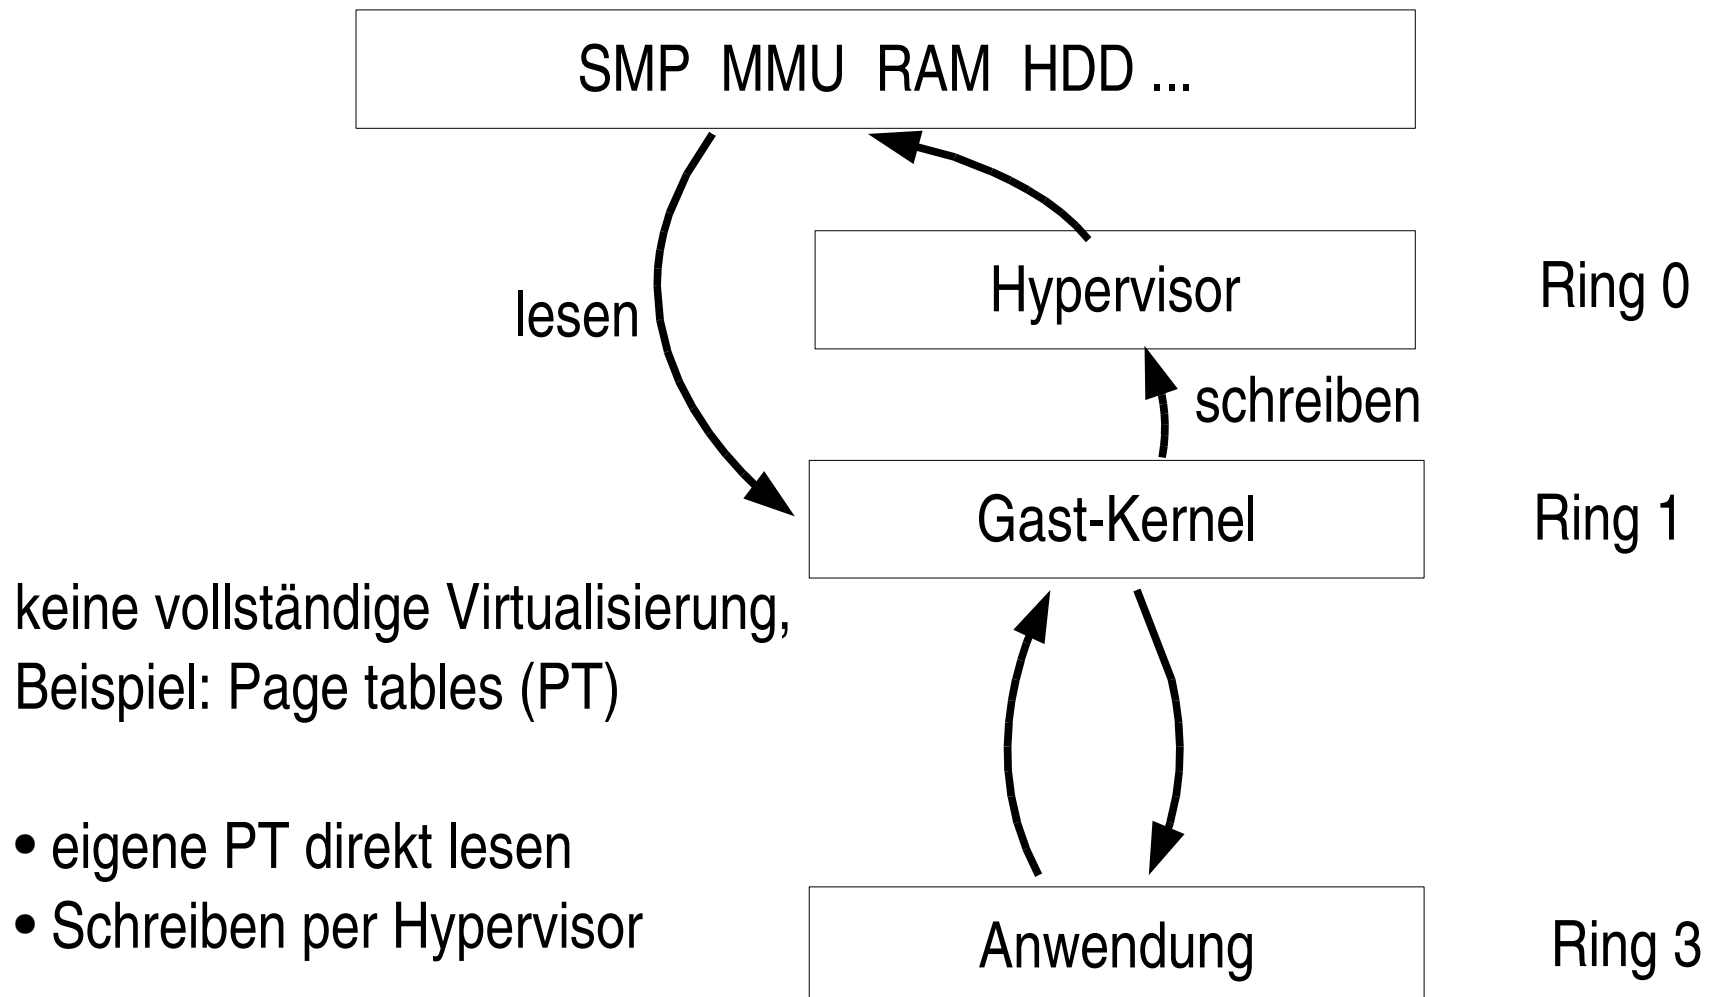 SMP MMU RAM HDD ...
Hypervisor
Ring 0
lesen
schreiben
Gast-Kernel
Ring 1
keine vollständige Virtualisierung,
Beispiel: Page tables (PT)
• eigene PT direkt lesen
• Schreiben per Hypervisor
Anwendung
Ring 3